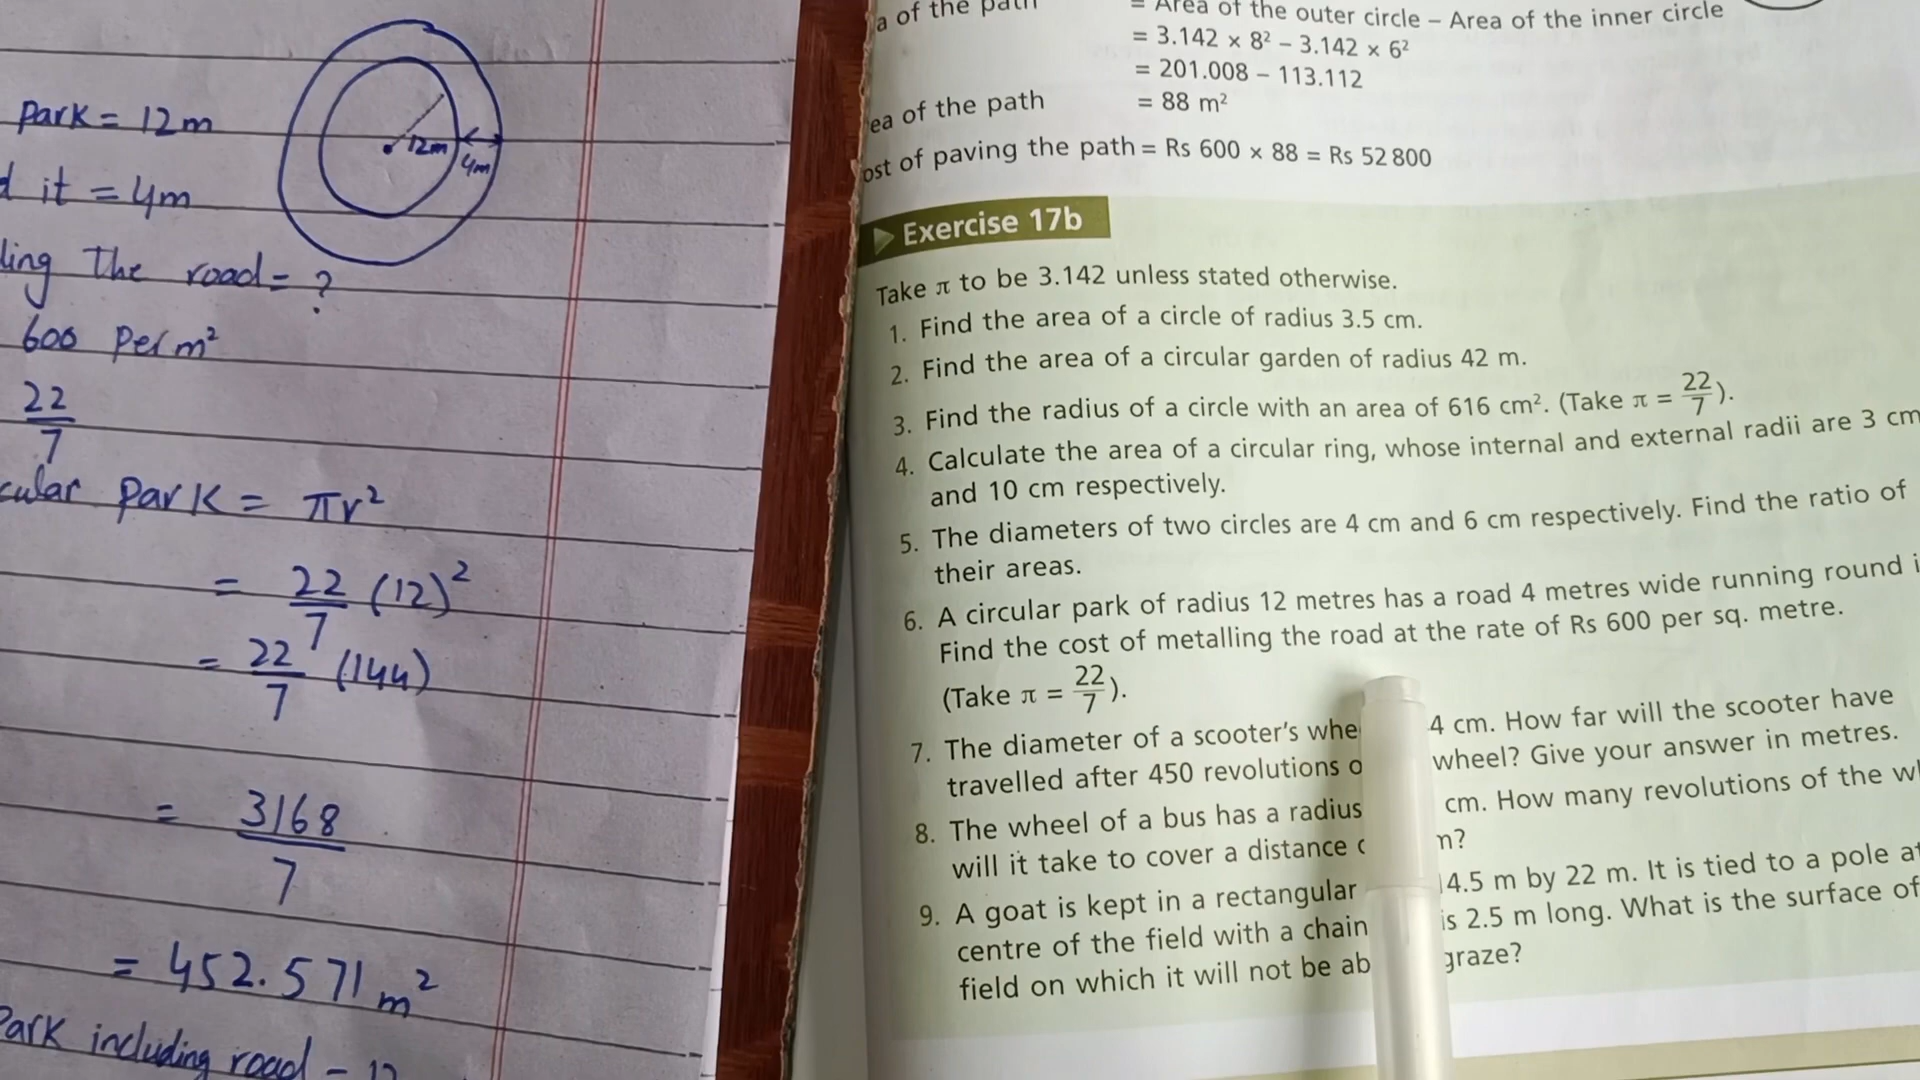 Park = 12m
it = 4m
12m
4m
ling The road = ?
600 Per m²
22
7
cular Park = πr²
= 22/7 (12)²
= 22/7 (144)
= 3168/7
= 452.571 m²
Park including road -
a of the path = Area of the outer circle – Area of the inner circle
= 3.142 × 8² – 3.142 × 6²
= 201.008 – 113.112
ea of the path = 88 m²
ost of paving the path = Rs 600 × 88 = Rs 52 800
Exercise 17b
Take π to be 3.142 unless stated otherwise.
1. Find the area of a circle of radius 3.5 cm.
2. Find the area of a circular garden of radius 42 m.
3. Find the radius of a circle with an area of 616 cm². (Take π = 22/7).
4. Calculate the area of a circular ring, whose internal and external radii are 3 cm
and 10 cm respectively.
5. The diameters of two circles are 4 cm and 6 cm respectively. Find the ratio of
their areas.
6. A circular park of radius 12 metres has a road 4 metres wide running round i
Find the cost of metalling the road at the rate of Rs 600 per sq. metre.
(Take π = 22/7).
7. The diameter of a scooter's whe 4 cm. How far will the scooter have
travelled after 450 revolutions o wheel? Give your answer in metres.
8. The wheel of a bus has a radius cm. How many revolutions of the wh
will it take to cover a distance m?
9. A goat is kept in a rectangular 4.5 m by 22 m. It is tied to a pole at
centre of the field with a chain is 2.5 m long. What is the surface of
field on which it will not be ab graze?